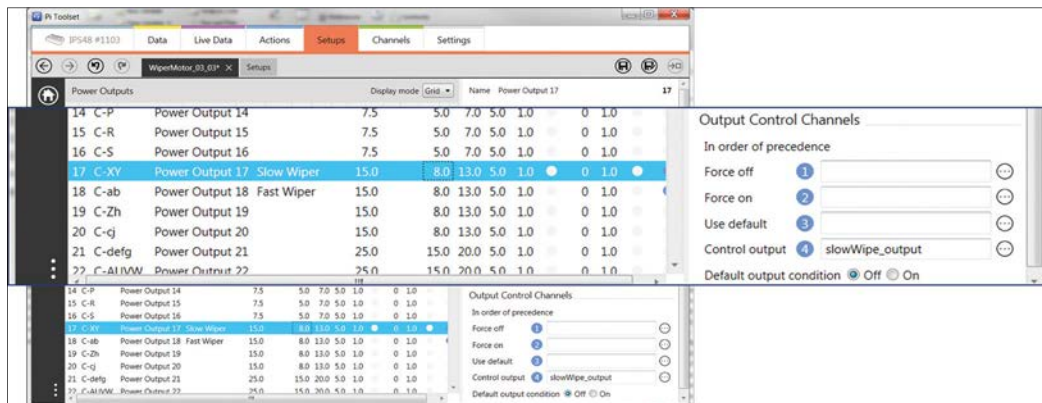 Pi Toolset
IPS48 #1103 Data Live Data Actions Setups Channels Settings
WiperMotor_03_03* X Setups
Power Outputs Display mode Grid Name Power Output 17 17
14 C-P Power Output 14 7.5 5.0 7.0 5.0 1.0 0 1.0
15 C-R Power Output 15 7.5 5.0 7.0 5.0 1.0 0 1.0
16 C-S Power Output 16 7.5 5.0 7.0 5.0 1.0 0 1.0
17 C-XY Power Output 17 Slow Wiper 15.0 8.0 13.0 5.0 1.0 0 1.0
18 C-ab Power Output 18 Fast Wiper 15.0 8.0 13.0 5.0 1.0 0 1.0
19 C-Zh Power Output 19 15.0 8.0 13.0 5.0 1.0 0 1.0
20 C-cj Power Output 20 15.0 8.0 13.0 5.0 1.0 0 1.0
21 C-defg Power Output 21 25.0 15.0 20.0 5.0 1.0 0 1.0
22 C-AUVW Power Output 22 25.0 15.0 20.0 5.0 1.0 0 1.0
Output Control Channels
In order of precedence
Force off 1
Force on 2
Use default 3
Control output 4 slowWipe_output
Default output condition Off On
14 C-P Power Output 14 7.5 5.0 7.0 5.0 1.0 0 1.0
15 C-R Power Output 15 7.5 5.0 7.0 5.0 1.0 0 1.0
16 C-S Power Output 16 7.5 5.0 7.0 5.0 1.0 0 1.0
17 C-XY Power Output 17 Slow Wiper 15.0 8.0 13.0 5.0 1.0 0 1.0
18 C-ab Power Output 18 Fast Wiper 15.0 8.0 13.0 5.0 1.0 0 1.0
19 C-Zh Power Output 19 15.0 8.0 13.0 5.0 1.0 0 1.0
20 C-cj Power Output 20 15.0 8.0 13.0 5.0 1.0 0 1.0
21 C-defg Power Output 21 25.0 15.0 20.0 5.0 1.0 0 1.0
22 C-AUVW Power Output 22 25.0 15.0 20.0 5.0 1.0 0 1.0
Output Control Channels
In order of precedence
Force off 1
Force on 2
Use default 3
Control output 4 slowWipe_output
Default output condition Off On